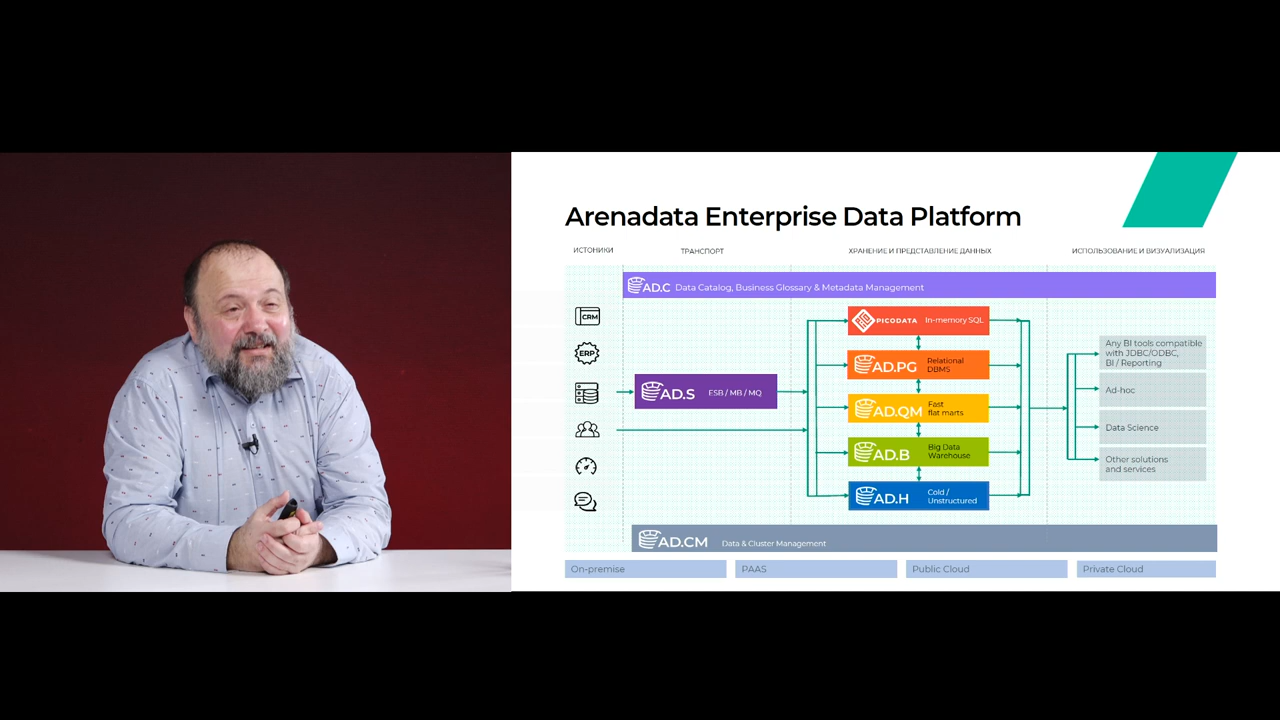 Arenadata Enterprise Data Platform
ИСТОНИКИ
ТРАНСПОРТ
ХРАНЕНИЕ И ПРЕДСТАВЛЕНИЕ ДАННЫХ
ИСПОЛЬЗОВАНИЕ И ВИЗУАЛИЗАЦИЯ
AD.C Data Catalog, Business Glossary & Metadata Management
CRM
ERP
AD.S ESB / MB / MQ
PICODATA In-memory SQL
AD.PG Relational
DBMS
AD.QM Fast
flat marts
AD.B Big Data
Warehouse
AD.H Cold /
Unstructured
Any BI tools compatible
with JDBC/ODBC,
BI / Reporting
Ad-hoc
Data Science
Other solutions
and services
AD.CM Data & Cluster Management
On-premise
PAAS
Public Cloud
Private Cloud